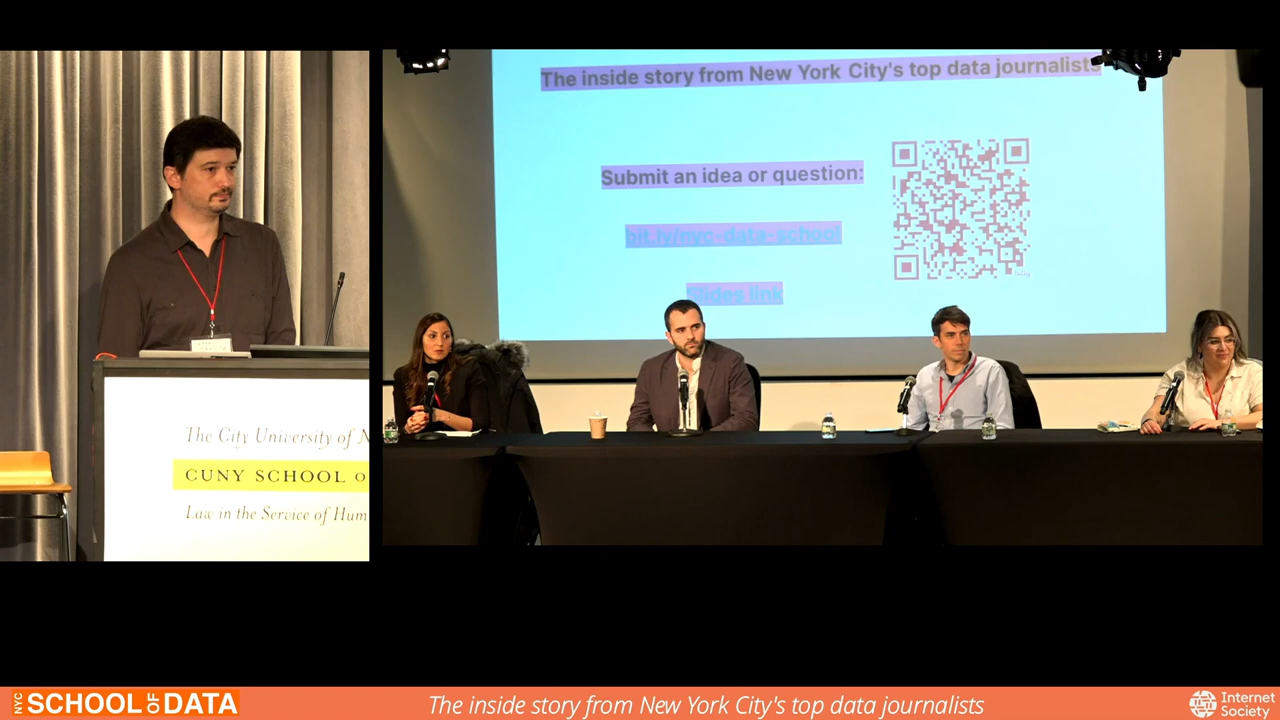 The inside story from New York City's top data journalists
Submit an idea or question:
bit.ly/nyc-data-school
Slides link
The City University of N
CUNY SCHOOL O
Law in the Service of Hum
NYC SCHOOL OF DATA
The inside story from New York City's top data journalists
Internet
Society